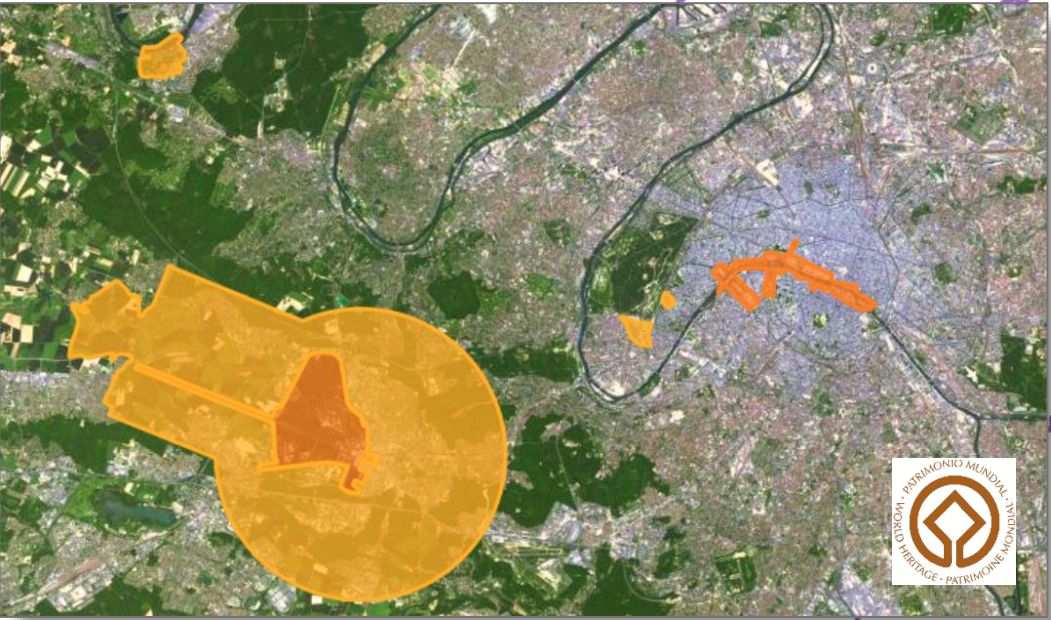 · PATRIMONIO MUNDIAL ·
WORLD HERITAGE ·
PATRIMOINE MONDIAL